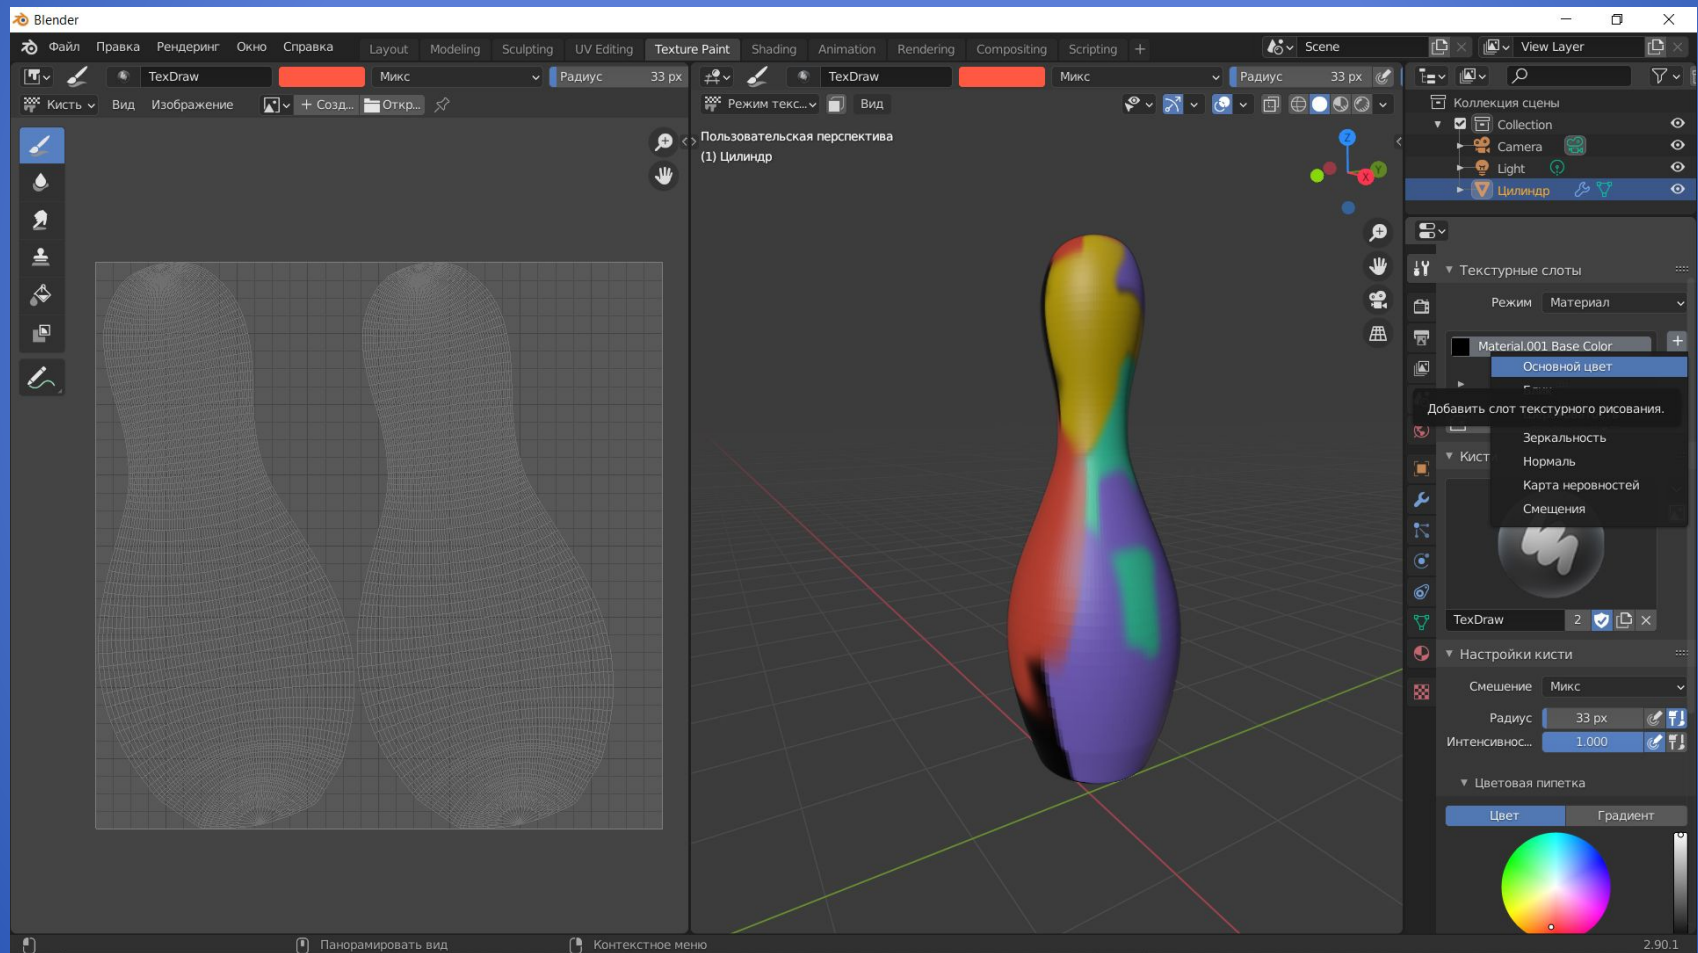 Blender
Файл Правка Рендеринг Окно Справка Layout Modeling Sculpting UV Editing Texture Paint Shading Animation Rendering Compositing Scripting + Scene View Layer
TexDraw Микс Радиус 33 px TexDraw Микс Радиус 33 px
Кисть Вид Изображение + Созд... Откр... Режим текс... Вид
Коллекция сцены
Collection
Camera
Light
Цилиндр
Пользовательская перспектива
(1) Цилиндр
Z
Y
X
Текстурные слоты
Режим Материал
Material.001 Base Color
Основной цвет
Добавить слот текстурного рисования.
Зеркальность
Кист
Нормаль
Карта неровностей
Смещения
TexDraw 2
Настройки кисти
Смешение Микс
Радиус 33 px
Интенсивнос... 1.000
Цветовая пипетка
Цвет Градиент
Панорамировать вид Контекстное меню 2.90.1